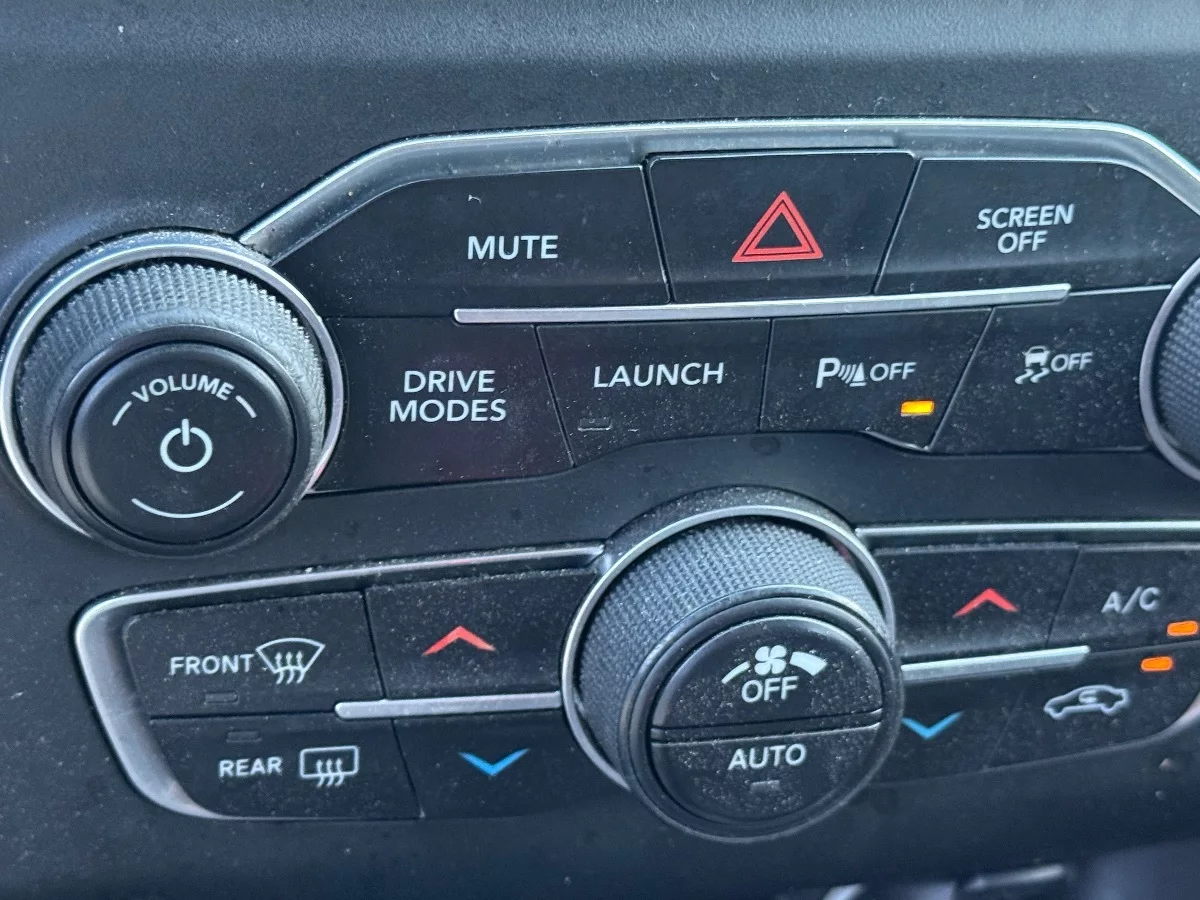 MUTE
SCREEN
OFF
VOLUME
DRIVE
MODES
LAUNCH
P OFF
OFF
FRONT
A/C
OFF
REAR
AUTO